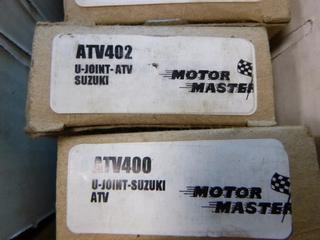 ATV402
U-JOINT-ATV
SUZUKI
MOTOR
MASTER
ATV400
U-JOINT-SUZUKI
ATV
MOTOR
MASTER